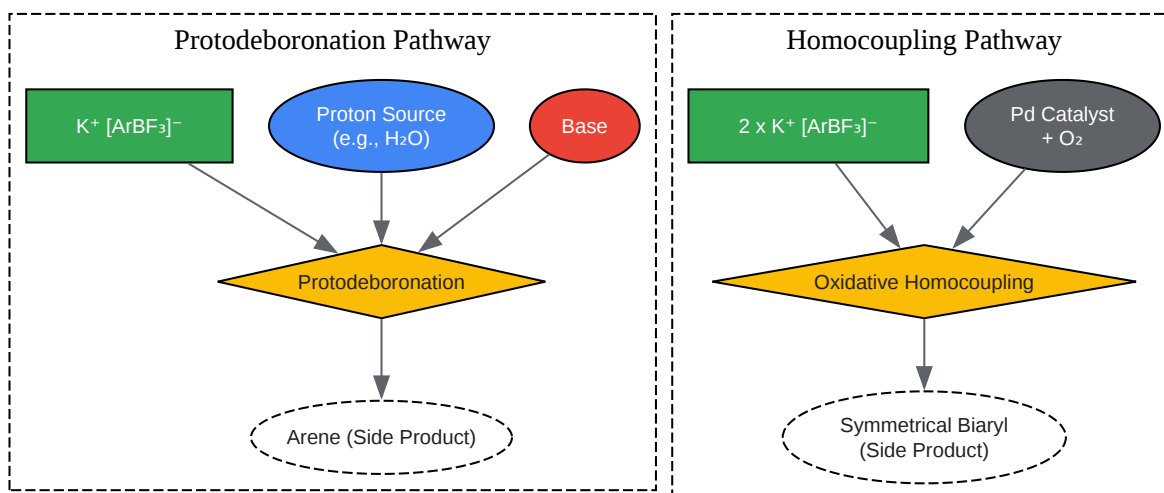 Protodeboronation Pathway
K⁺ [ArBF₃]⁻
Proton Source
(e.g., H₂O)
Base
Protodeboronation
Arene (Side Product)
Homocoupling Pathway
2 x K⁺ [ArBF₃]⁻
Pd Catalyst
+ O₂
Oxidative Homocoupling
Symmetrical Biaryl
(Side Product)